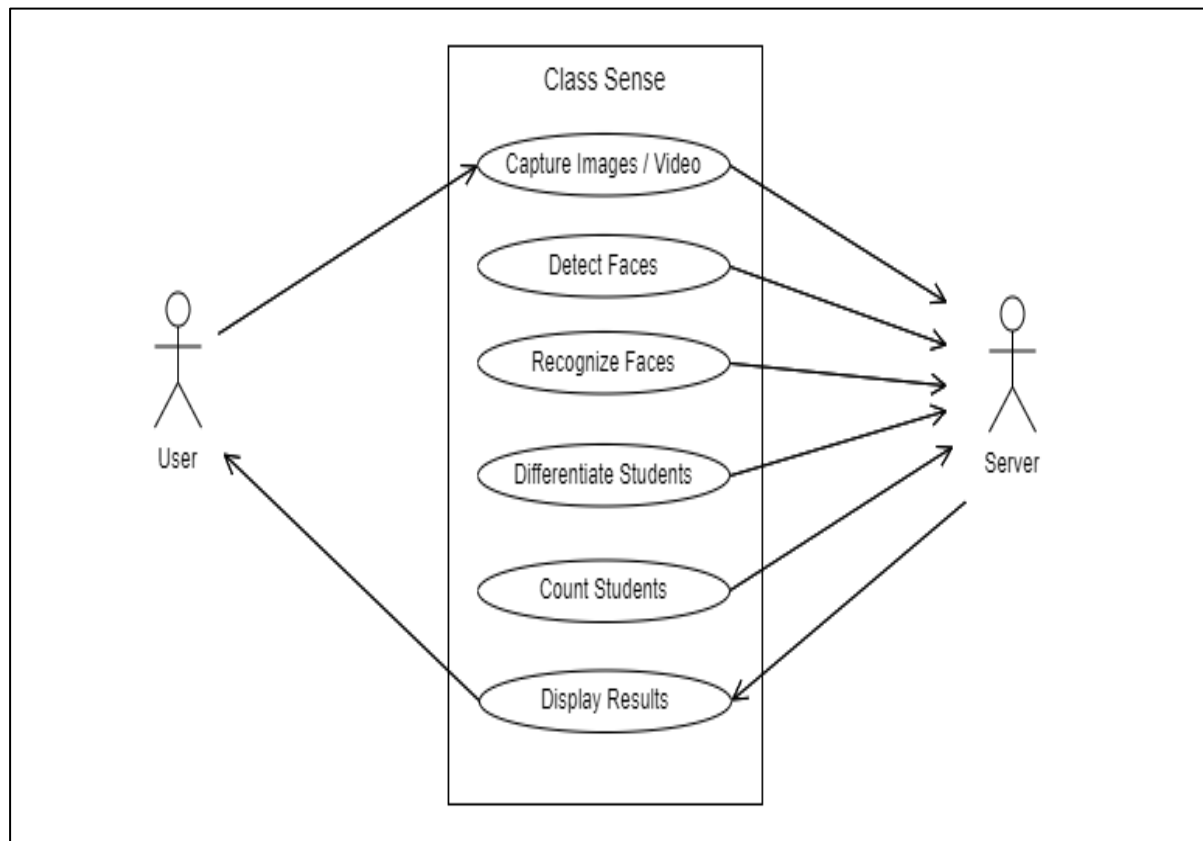 Class Sense
Capture Images / Video
Detect Faces
Recognize Faces
Differentiate Students
Count Students
Display Results
User
Server